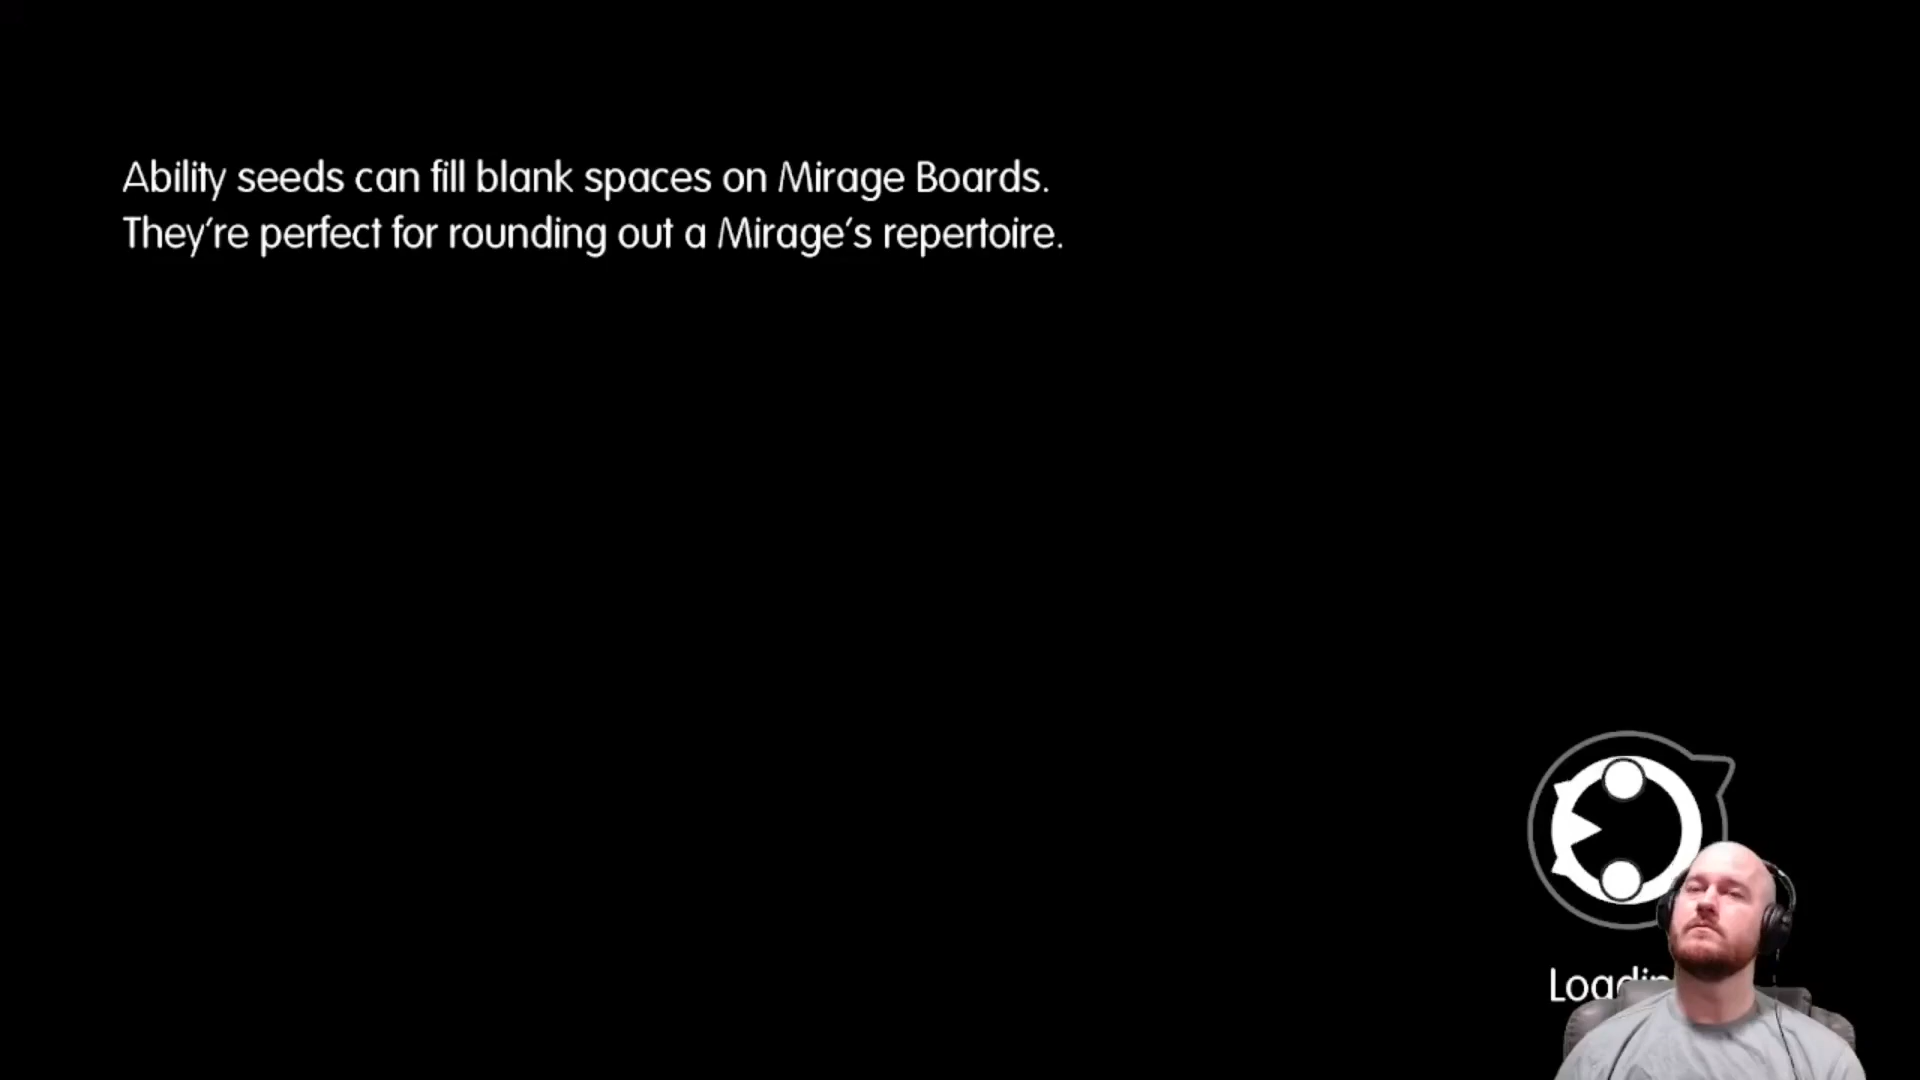 Ability seeds can fill blank spaces on Mirage Boards.
They're perfect for rounding out a Mirage's repertoire.